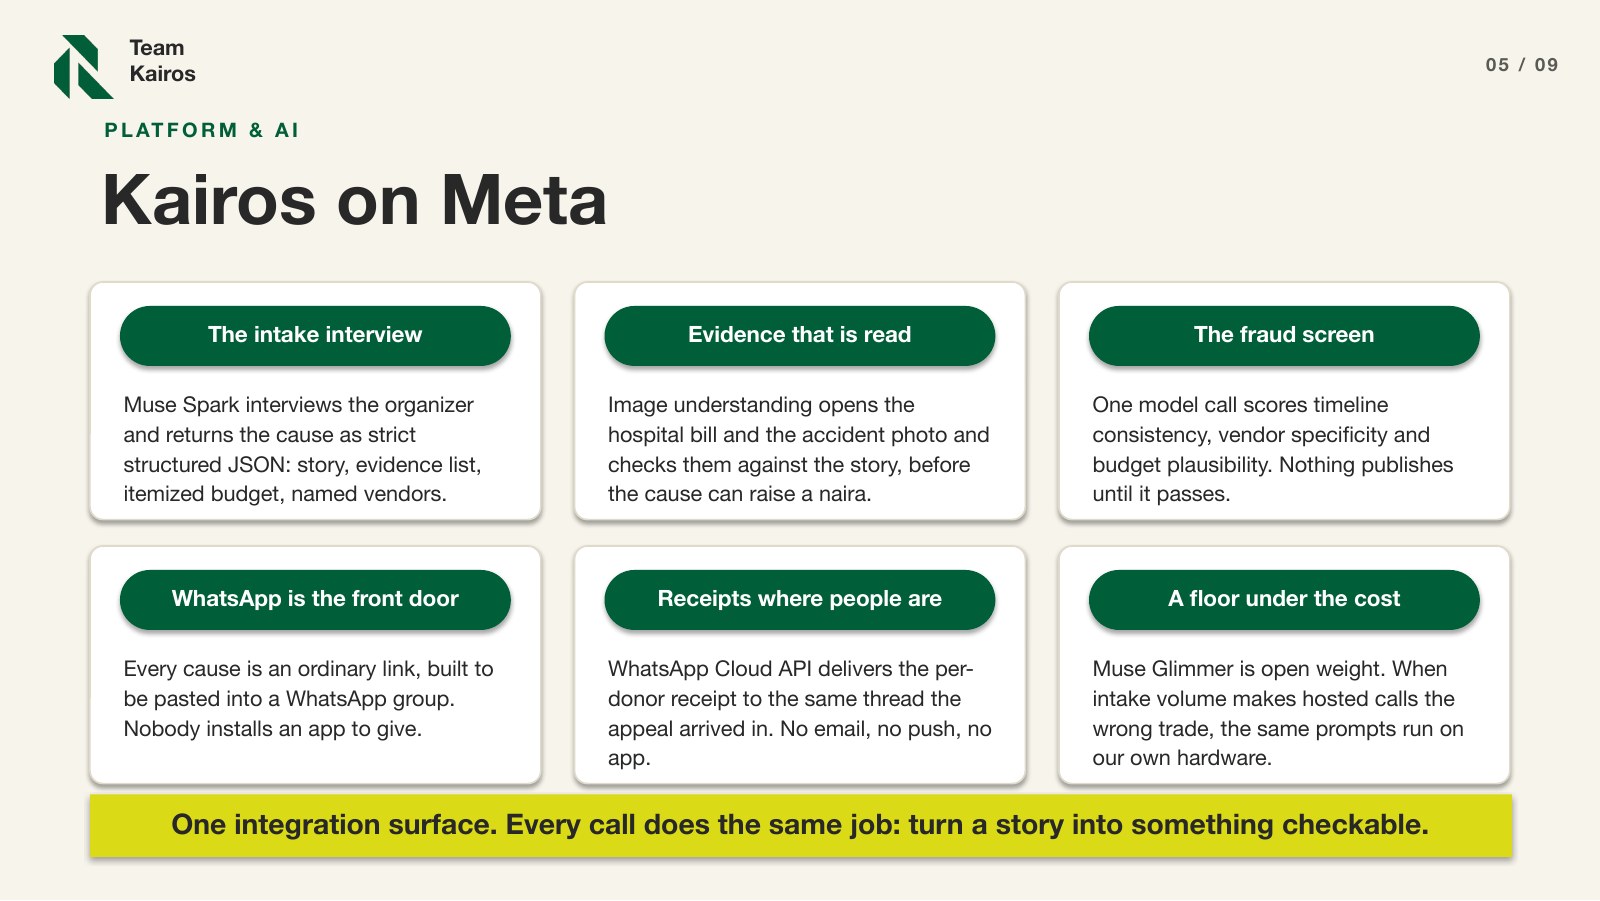 Team
Kairos
05 / 09
PLATFORM & AI
Kairos on Meta
The intake interview
Muse Spark interviews the organizer
and returns the cause as strict
structured JSON: story, evidence list,
itemized budget, named vendors.
Evidence that is read
Image understanding opens the
hospital bill and the accident photo and
checks them against the story, before
the cause can raise a naira.
The fraud screen
One model call scores timeline
consistency, vendor specificity and
budget plausibility. Nothing publishes
until it passes.
WhatsApp is the front door
Every cause is an ordinary link, built to
be pasted into a WhatsApp group.
Nobody installs an app to give.
Receipts where people are
WhatsApp Cloud API delivers the per-
donor receipt to the same thread the
appeal arrived in. No email, no push, no
app.
A floor under the cost
Muse Glimmer is open weight. When
intake volume makes hosted calls the
wrong trade, the same prompts run on
our own hardware.
One integration surface. Every call does the same job: turn a story into something checkable.